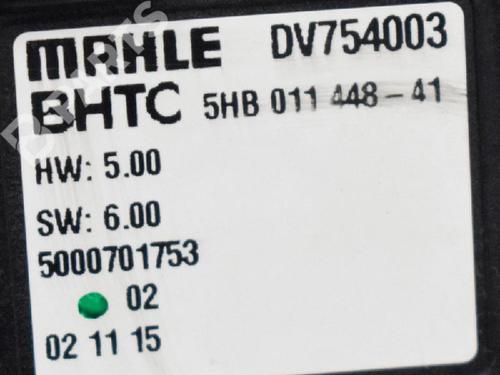 MAHLE DV754003
BHTC 5HB 011 448-41
HW: 5.00
SW: 6.00
5000701753
02
02 11 15